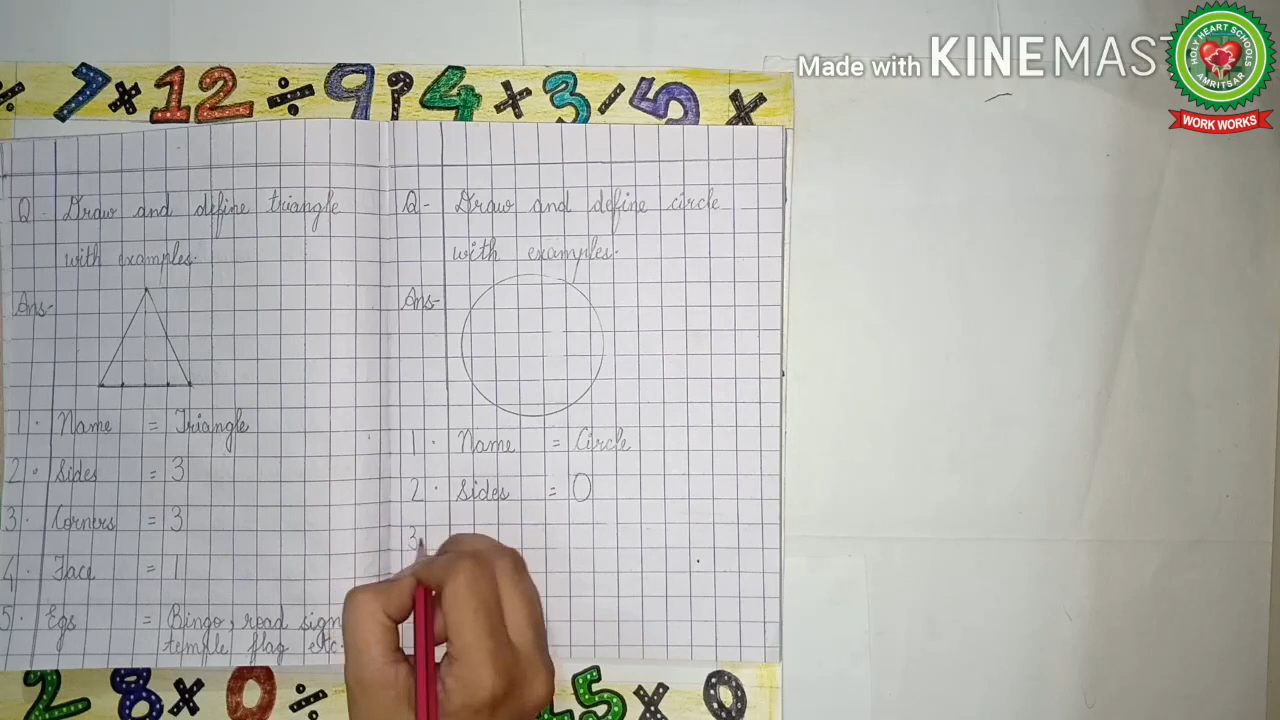 Made with KINEMAS
HOLY HEART SCHOOLS
AMRITSAR
WORK WORKS
÷ 7 × 12 ÷ 9 ? 4 + 3 / 5 ×
Q - Draw and define triangle
with examples.
Ans-
1. Name = Triangle
2. Sides = 3
3. Corners = 3
4. Face = 1
5. Egs = Bingo, road sign
temple flag etc.
Q - Draw and define circle
with examples.
Ans-
1. Name = Circle
2. Sides = 0
3
2 8 × 0 ÷ 45 × 0